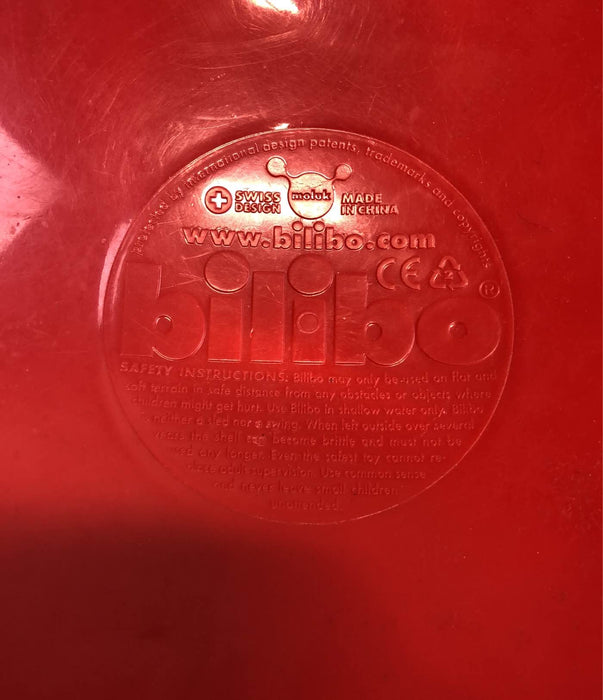 Protected by international design patents, trademarks and copyrights
SWISS DESIGN
moluk
MADE IN CHINA
www.bilibo.com
CE
bilibo®
SAFETY INSTRUCTIONS. Bilibo may only be used on flat and
soft terrain in safe distance from any obstacles or objects where
children might get hurt. Use Bilibo in shallow water only. Bilibo
neither a sled nor a swing. When left outside over several
years the shell may become brittle and must not be
used any longer. Even the safest toy cannot re-
place adult supervision. Use common sense
and never leave small children
unattended.